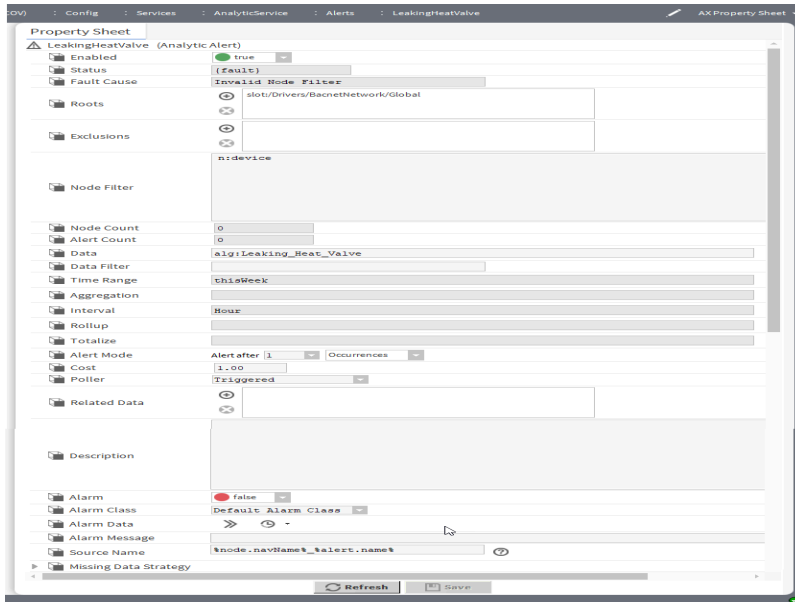 COV) : Config : Services : AnalyticService : Alerts : LeakingHeatValve AX Property Sheet
Property Sheet
LeakingHeatValve (Analytic Alert)
Enabled true
Status {fault}
Fault Cause Invalid Node Filter
Roots slot:/Drivers/BacnetNetwork/Global
Exclusions
Node Filter n:device
Node Count 0
Alert Count 0
Data alg:Leaking_Heat_Valve
Data Filter
Time Range thisWeek
Aggregation
Interval Hour
Rollup
Totalize
Alert Mode Alert after 1 Occurrences
Cost 1.00
Poller Triggered
Related Data
Description
Alarm false
Alarm Class Default Alarm Class
Alarm Data
Alarm Message
Source Name %node.navName%_%alert.name%
Missing Data Strategy
Refresh Save